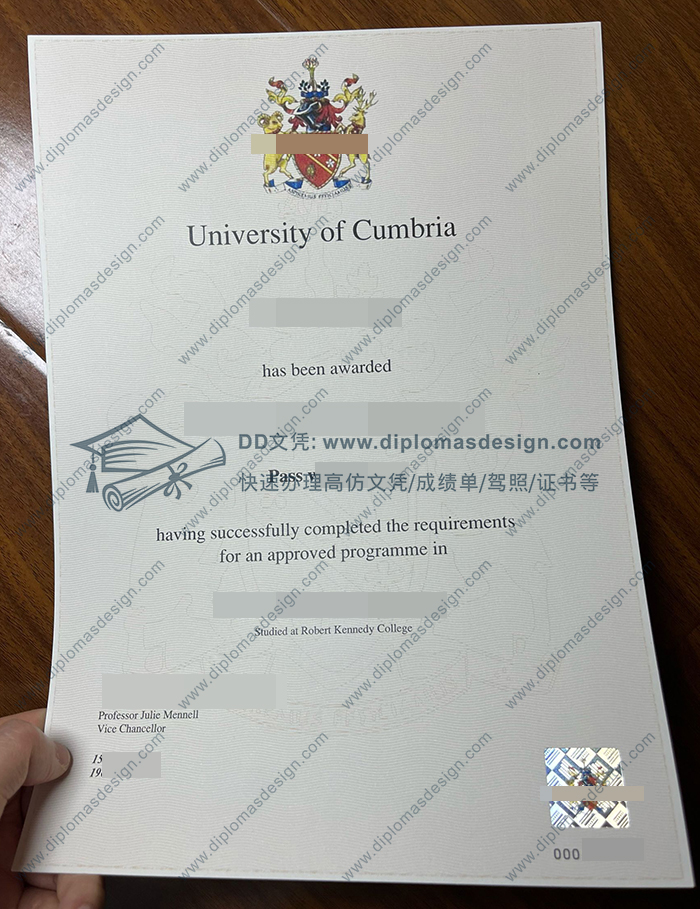 University of Cumbria
has been awarded
DD文凭: www.diplomasdesign.com
Pass
快速办理高仿文凭/成绩单/驾照/证书等
having successfully completed the requirements
for an approved programme in
Studied at Robert Kennedy College
Professor Julie Mennell
Vice Chancellor
15
19
000
www.diplomasdesign.com